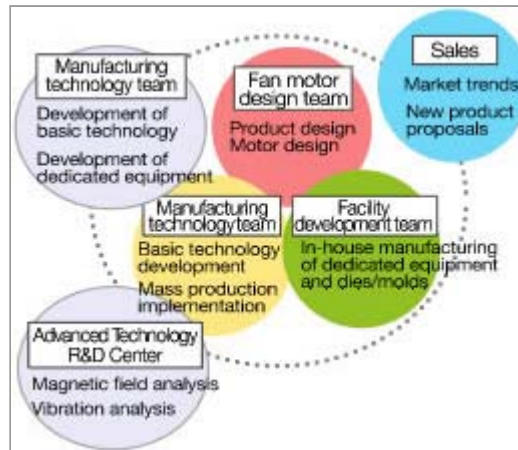 Manufacturing
technology team
Development of
basic technology
Development of
dedicated equipment
Fan motor
design team
Product design
Motor design
Sales
Market trends
New product
proposals
Manufacturing
technology team
Basic technology
development
Mass production
implementation
Facility
development team
In-house manufacturing
of dedicated equipment
and dies/molds
Advanced Technology
R&D Center
Magnetic field analysis
Vibration analysis